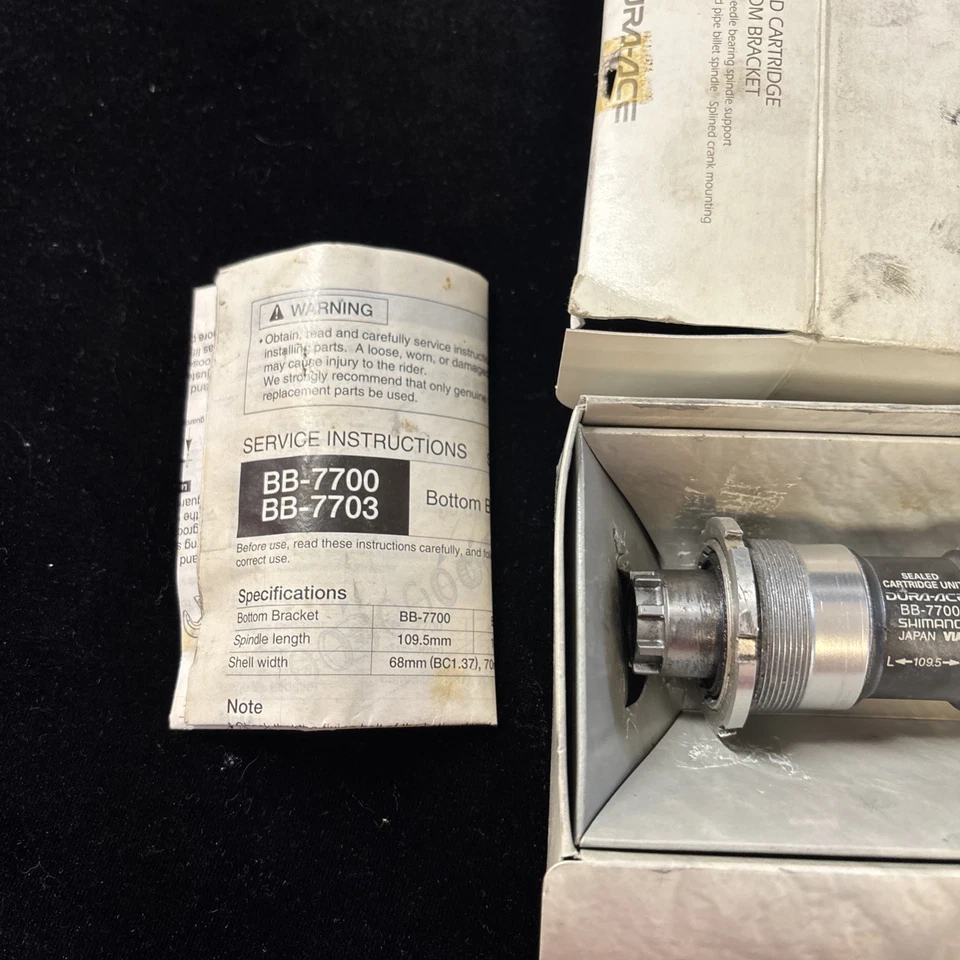 WARNING
• Obtain, read and carefully service
installing parts. A loose, worn, or
may cause injury to the rider.
We strongly recommend that only genuine
replacement parts be used.
SERVICE INSTRUCTIONS
BB-7700
BB-7703
Bottom
Before use, read these instructions carefully, and
correct use.
Specifications
Bottom Bracket BB-7700
Spindle length 109.5mm
Shell width 68mm (BC1.37), 70
Note
D CARTRIDGE
OM BRACKET
eedle bearing spindle support
d pipe billet spindle Splined crank mounting
URA-ACE
SEALED
CARTRIDGE UNIT
DURA-ACE
BB-7700
SHIMANO
JAPAN VIA
L 109.5